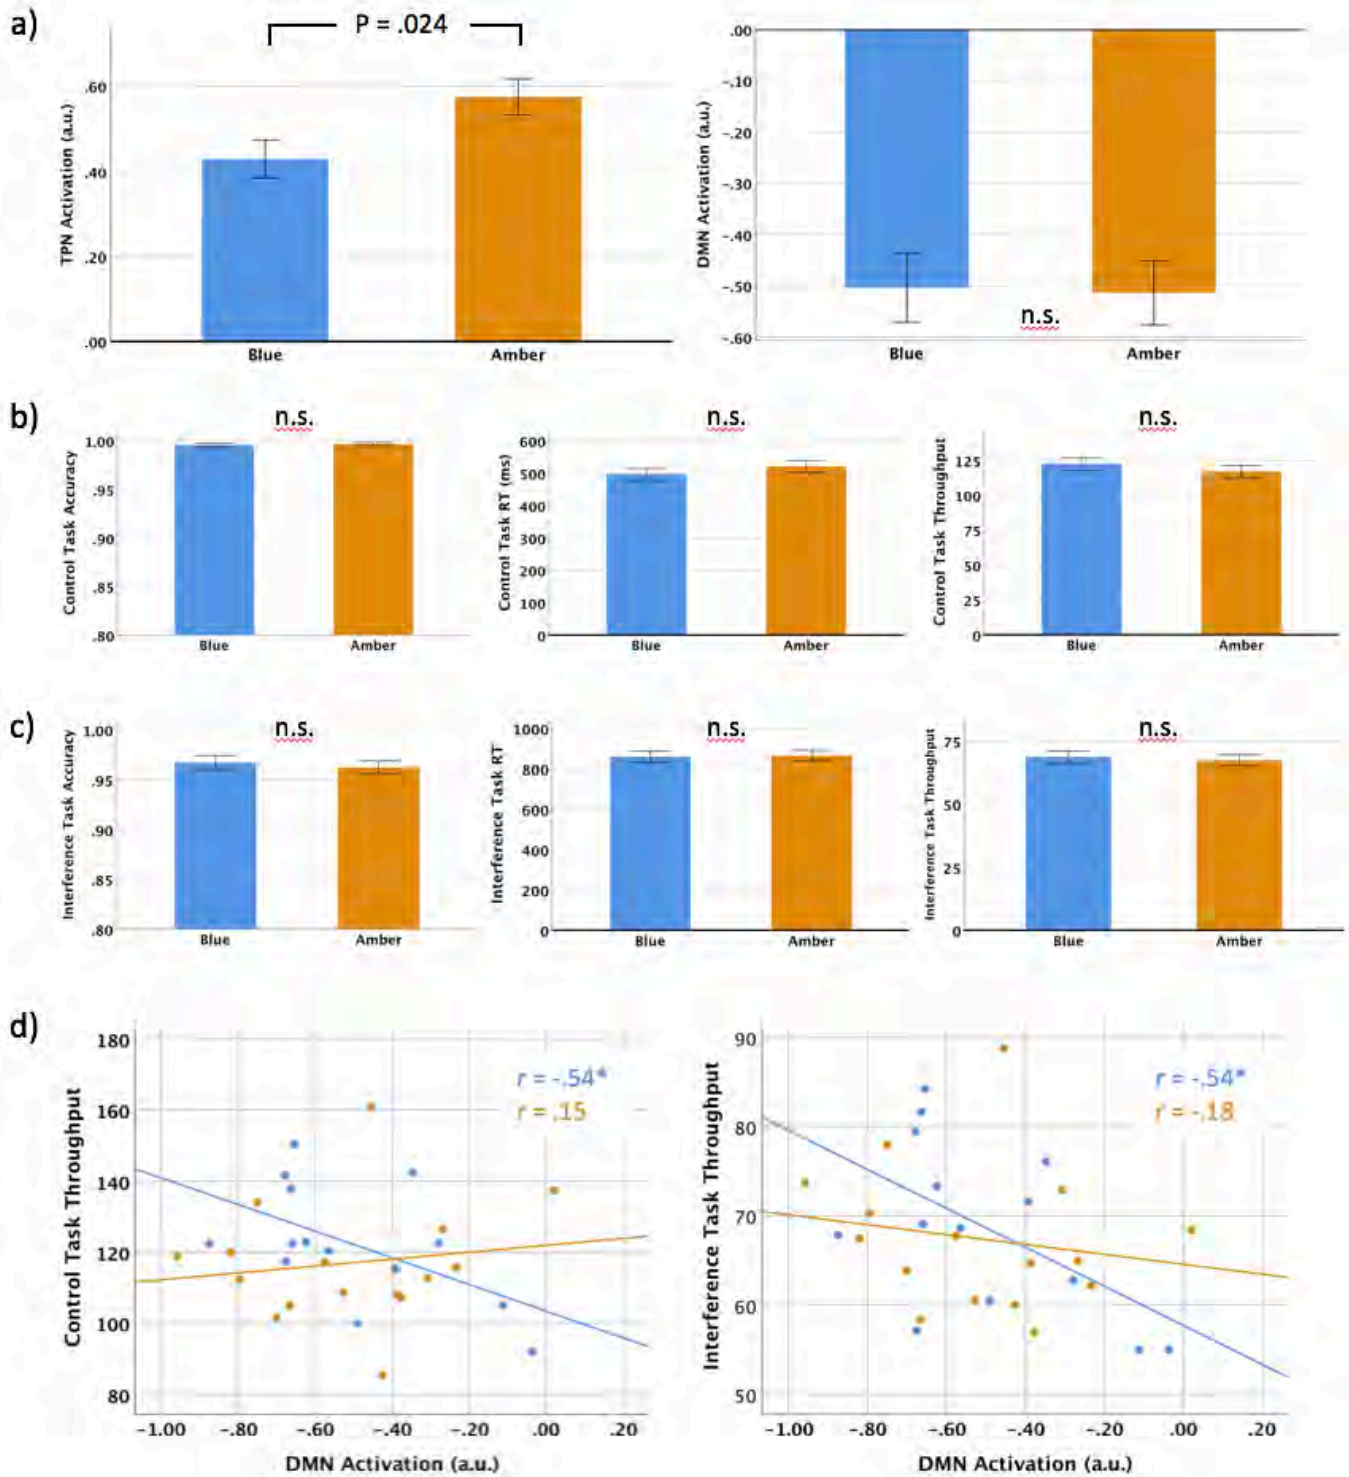 a)
P = .024
TPN Activation (a.u.)
.60
.40
.20
.00
Blue
Amber
DMN Activation (a.u.)
.00
-.10
-.20
-.30
-.40
-.50
-.60
n.s.
Blue
Amber
b)
n.s.
Control Task Accuracy
1.00
.95
.90
.85
.80
Blue
Amber
n.s.
Control Task RT (ms)
600
500
400
300
200
100
0
Blue
Amber
n.s.
Control Task Throughput
125
100
75
50
25
0
Blue
Amber
c)
n.s.
Interference Task Accuracy
1.00
.95
.90
.85
.80
Blue
Amber
n.s.
Interference Task RT
1000
800
600
400
200
0
Blue
Amber
n.s.
Interference Task Throughput
75
50
25
0
Blue
Amber
d)
Control Task Throughput
180
160
140
120
100
80
r = -.54*
r = .15
-1.00 -.80 -.60 -.40 -.20 .00 .20
DMN Activation (a.u.)
Interference Task Throughput
90
80
70
60
50
r = -.54*
r = -.18
-1.00 -.80 -.60 -.40 -.20 .00 .20
DMN Activation (a.u.)